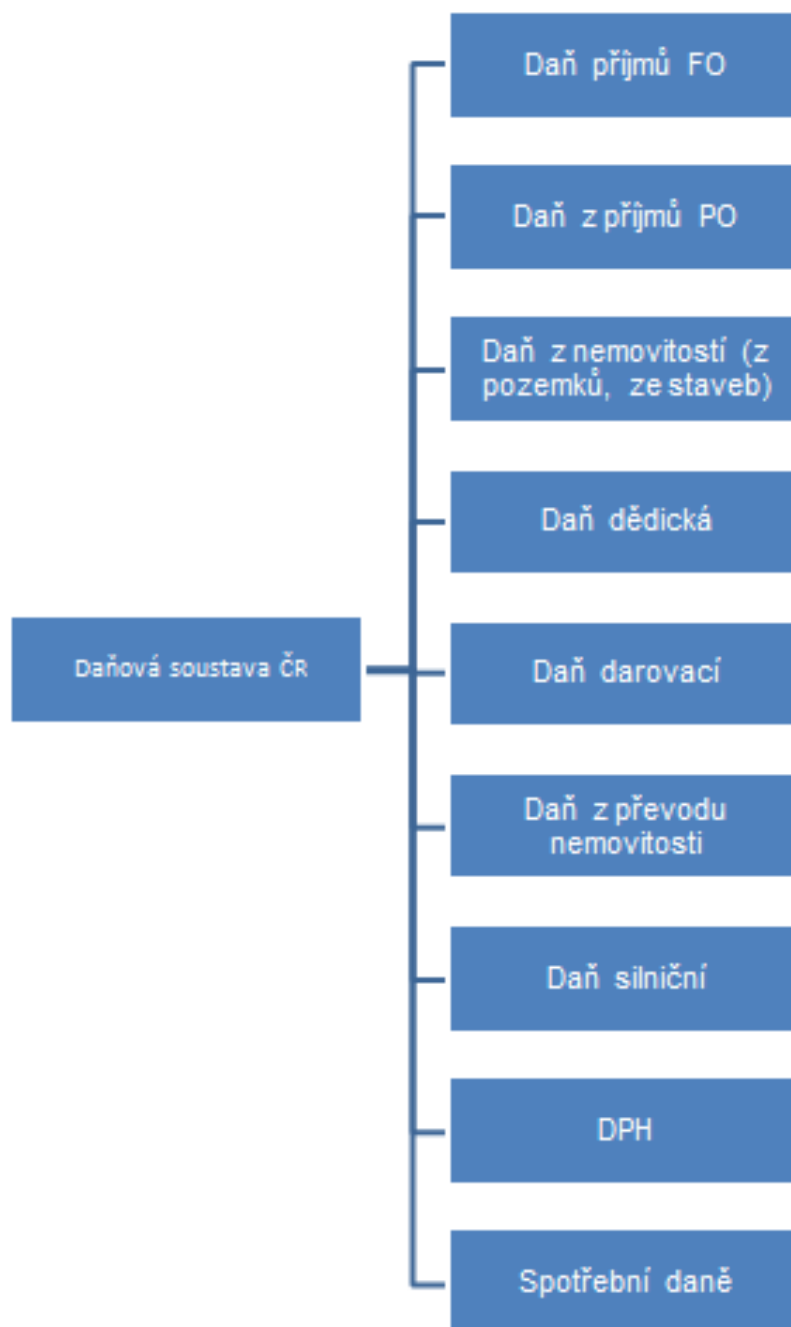 Daň příjmů FO
Daň z příjmů PO
Daň z nemovitostí (z
pozemků, ze staveb)
Daň dědická
Daňová soustava ČR
Daň darovací
Daň z převodu
nemovitosti
Daň silniční
DPH
Spotřební daně